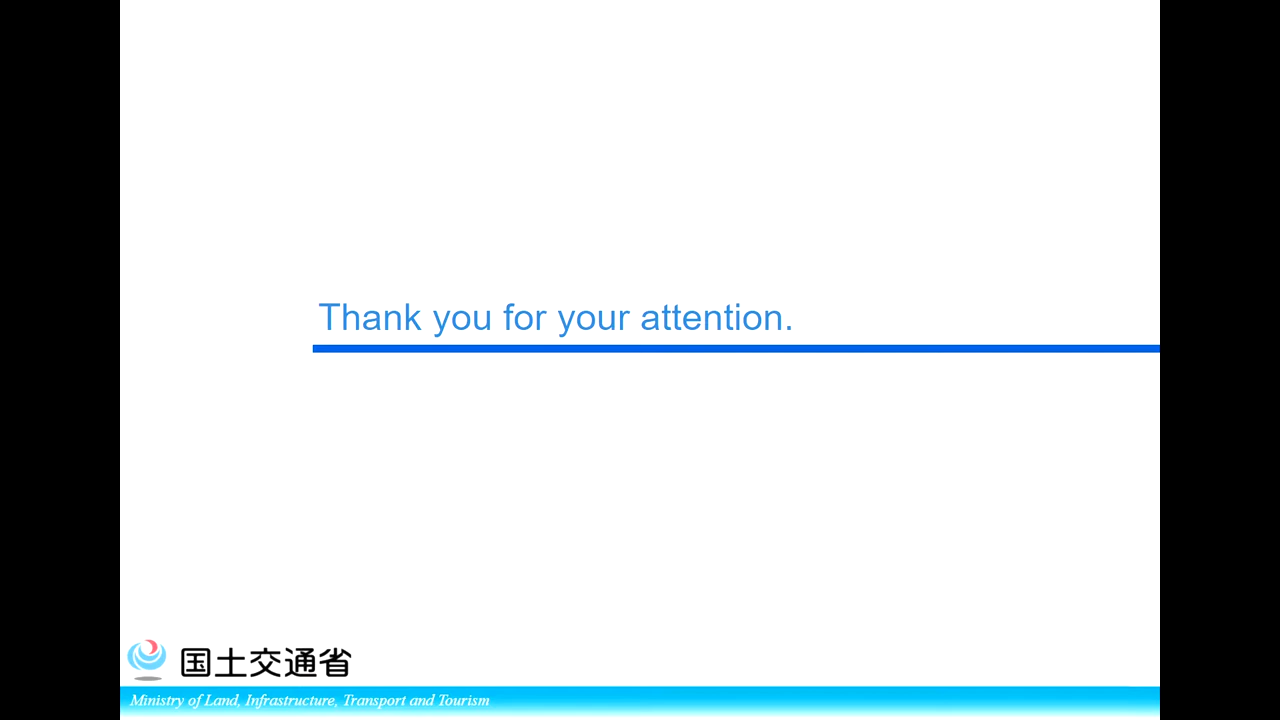 Thank you for your attention.
国土交通省
Ministry of Land, Infrastructure, Transport and Tourism